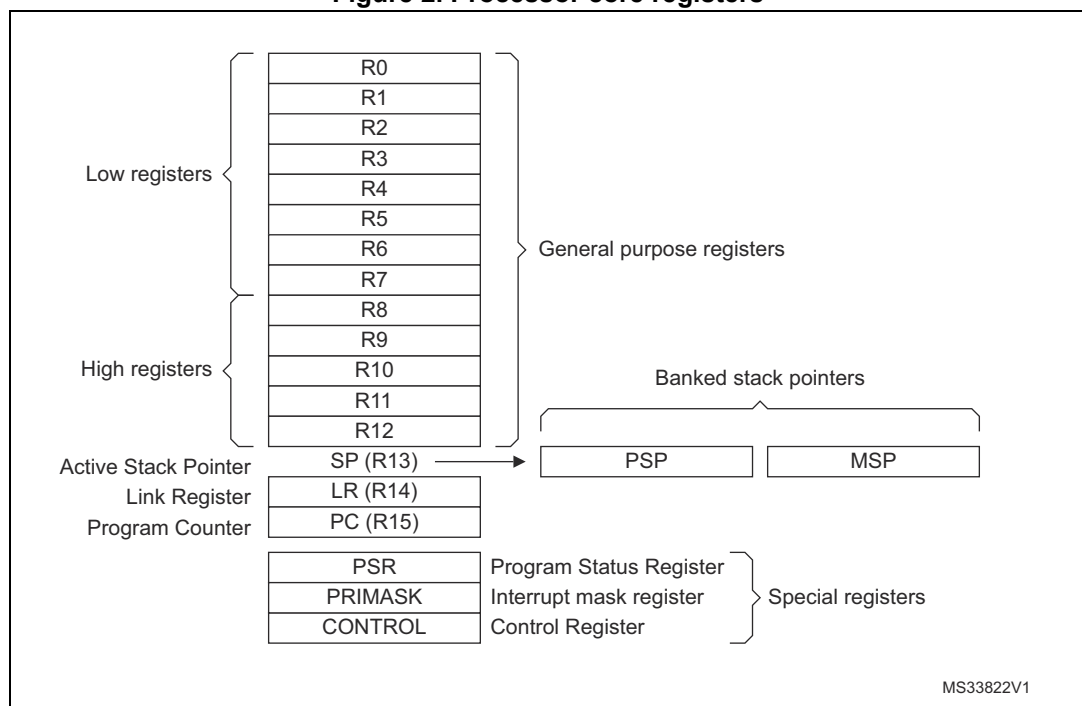 R0
R1
R2
R3
Low registers
R4
R5
R6
General purpose registers
R7
R8
R9
High registers
R10
Banked stack pointers
R11
R12
Active Stack Pointer
SP (R13)
PSP
MSP
Link Register
LR (R14)
Program Counter
PC (R15)
PSR
Program Status Register
PRIMASK
Interrupt mask register
Special registers
CONTROL
Control Register
MS33822V1